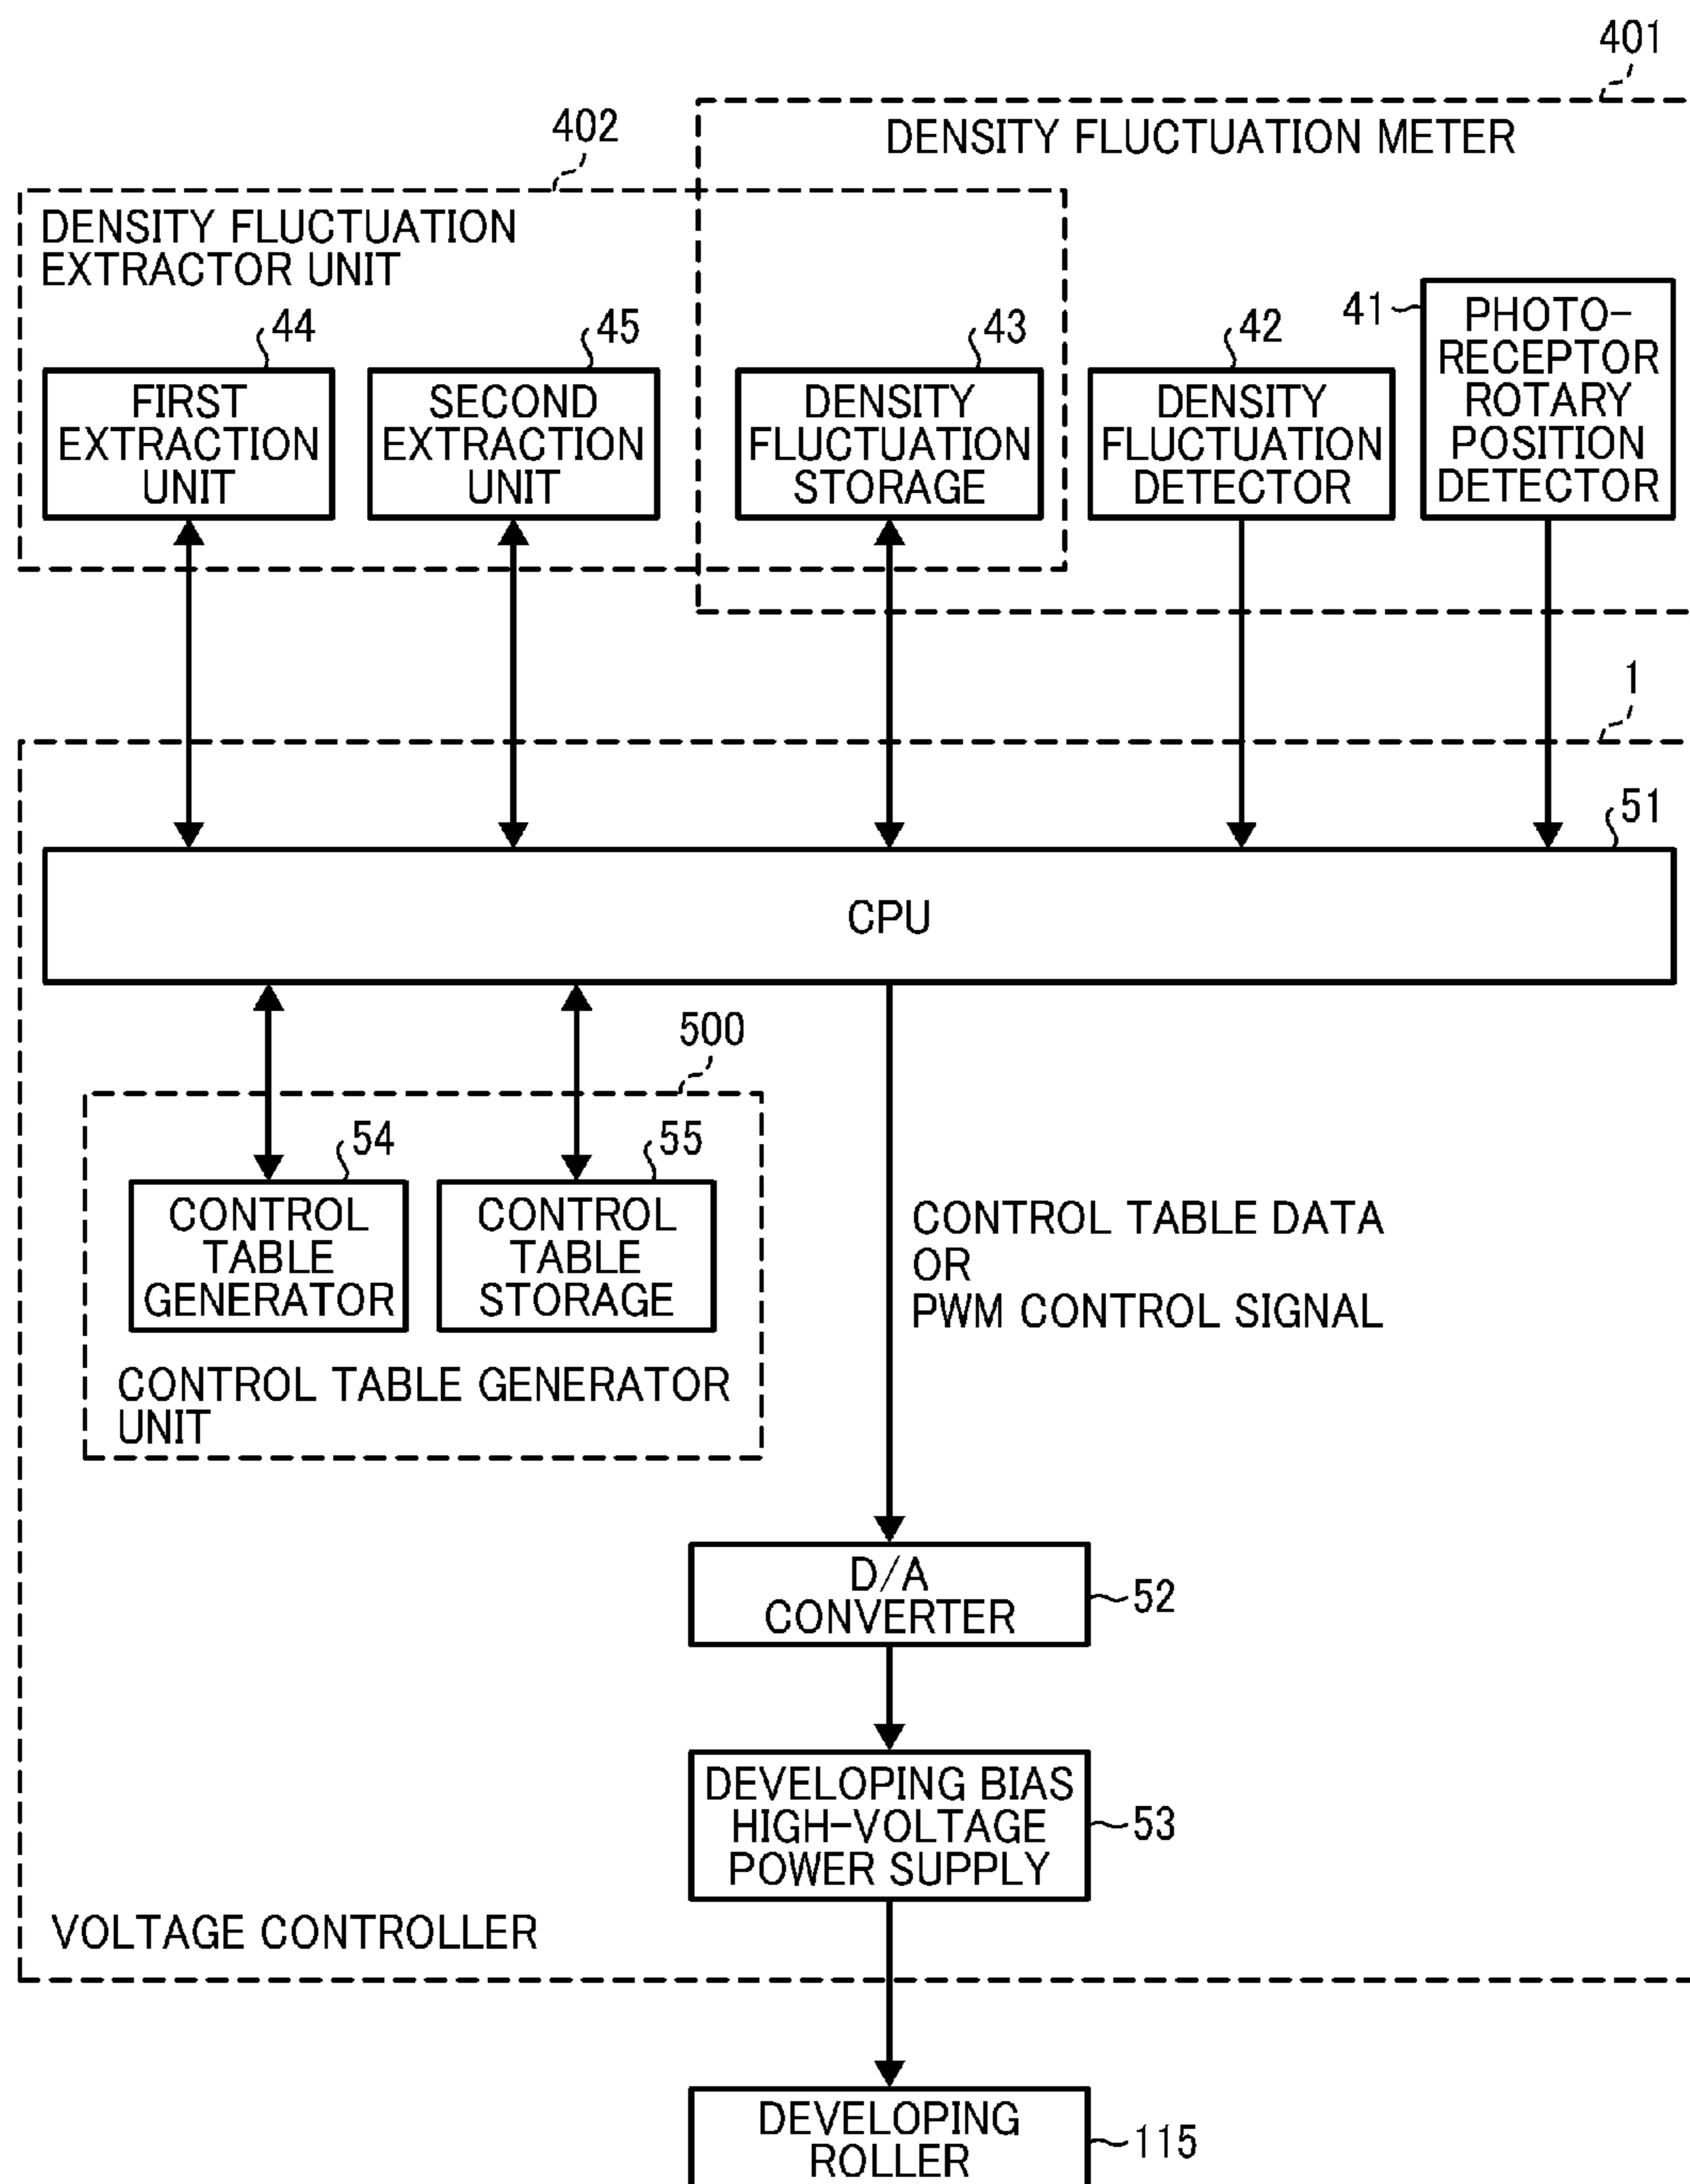 401
DENSITY FLUCTUATION METER
402
DENSITY FLUCTUATION
EXTRACTOR UNIT
44
FIRST
EXTRACTION
UNIT
45
SECOND
EXTRACTION
UNIT
43
DENSITY
FLUCTUATION
STORAGE
42
DENSITY
FLUCTUATION
DETECTOR
41
PHOTO-
RECEPTOR
ROTARY
POSITION
DETECTOR
1
51
CPU
500
54
CONTROL
TABLE
GENERATOR
55
CONTROL
TABLE
STORAGE
CONTROL TABLE GENERATOR
UNIT
CONTROL TABLE DATA
OR
PWM CONTROL SIGNAL
D/A
CONVERTER
52
DEVELOPING BIAS
HIGH-VOLTAGE
POWER SUPPLY
53
VOLTAGE CONTROLLER
DEVELOPING
ROLLER
115